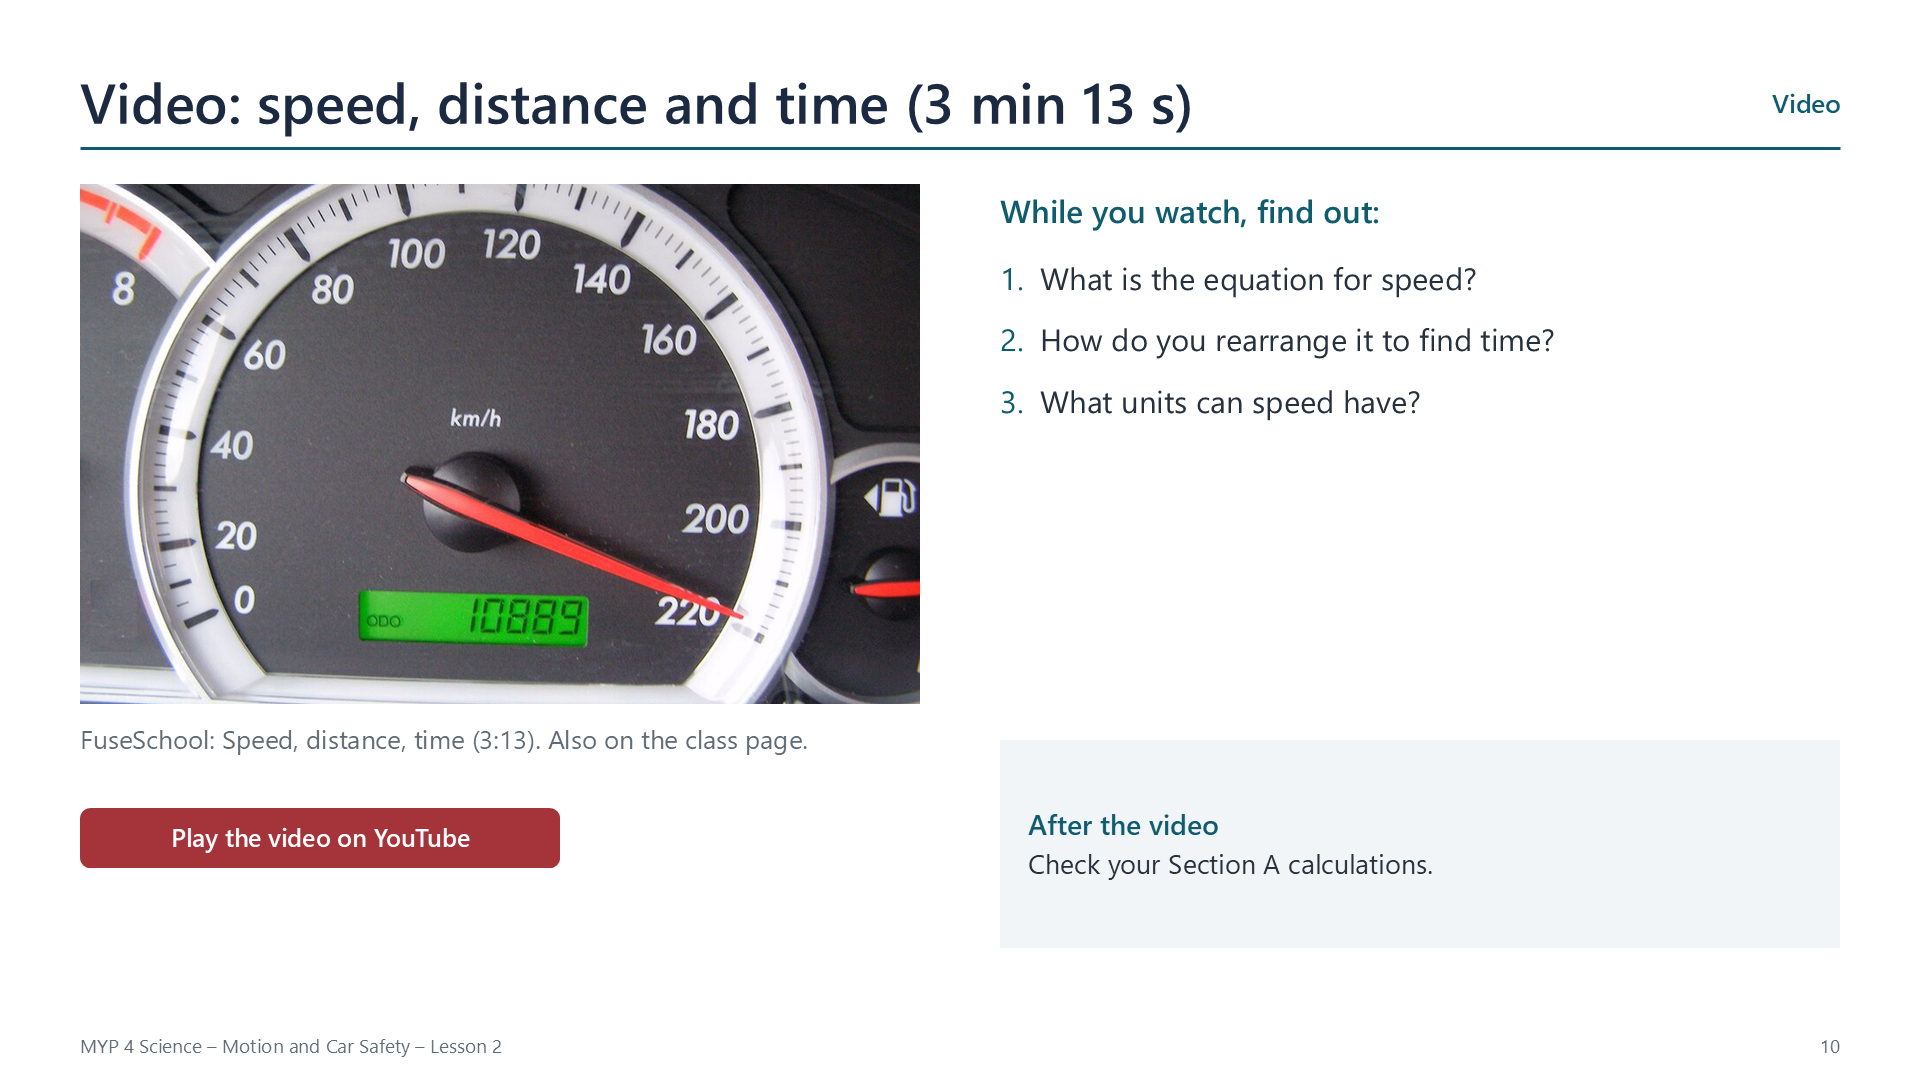 Video: speed, distance and time (3 min 13 s)
Video
8
0
20
40
60
80
100
120
140
160
180
200
220
km/h
ODO 10889
FuseSchool: Speed, distance, time (3:13). Also on the class page.
Play the video on YouTube
While you watch, find out:
1. What is the equation for speed?
2. How do you rearrange it to find time?
3. What units can speed have?
After the video
Check your Section A calculations.
MYP 4 Science – Motion and Car Safety – Lesson 2
10